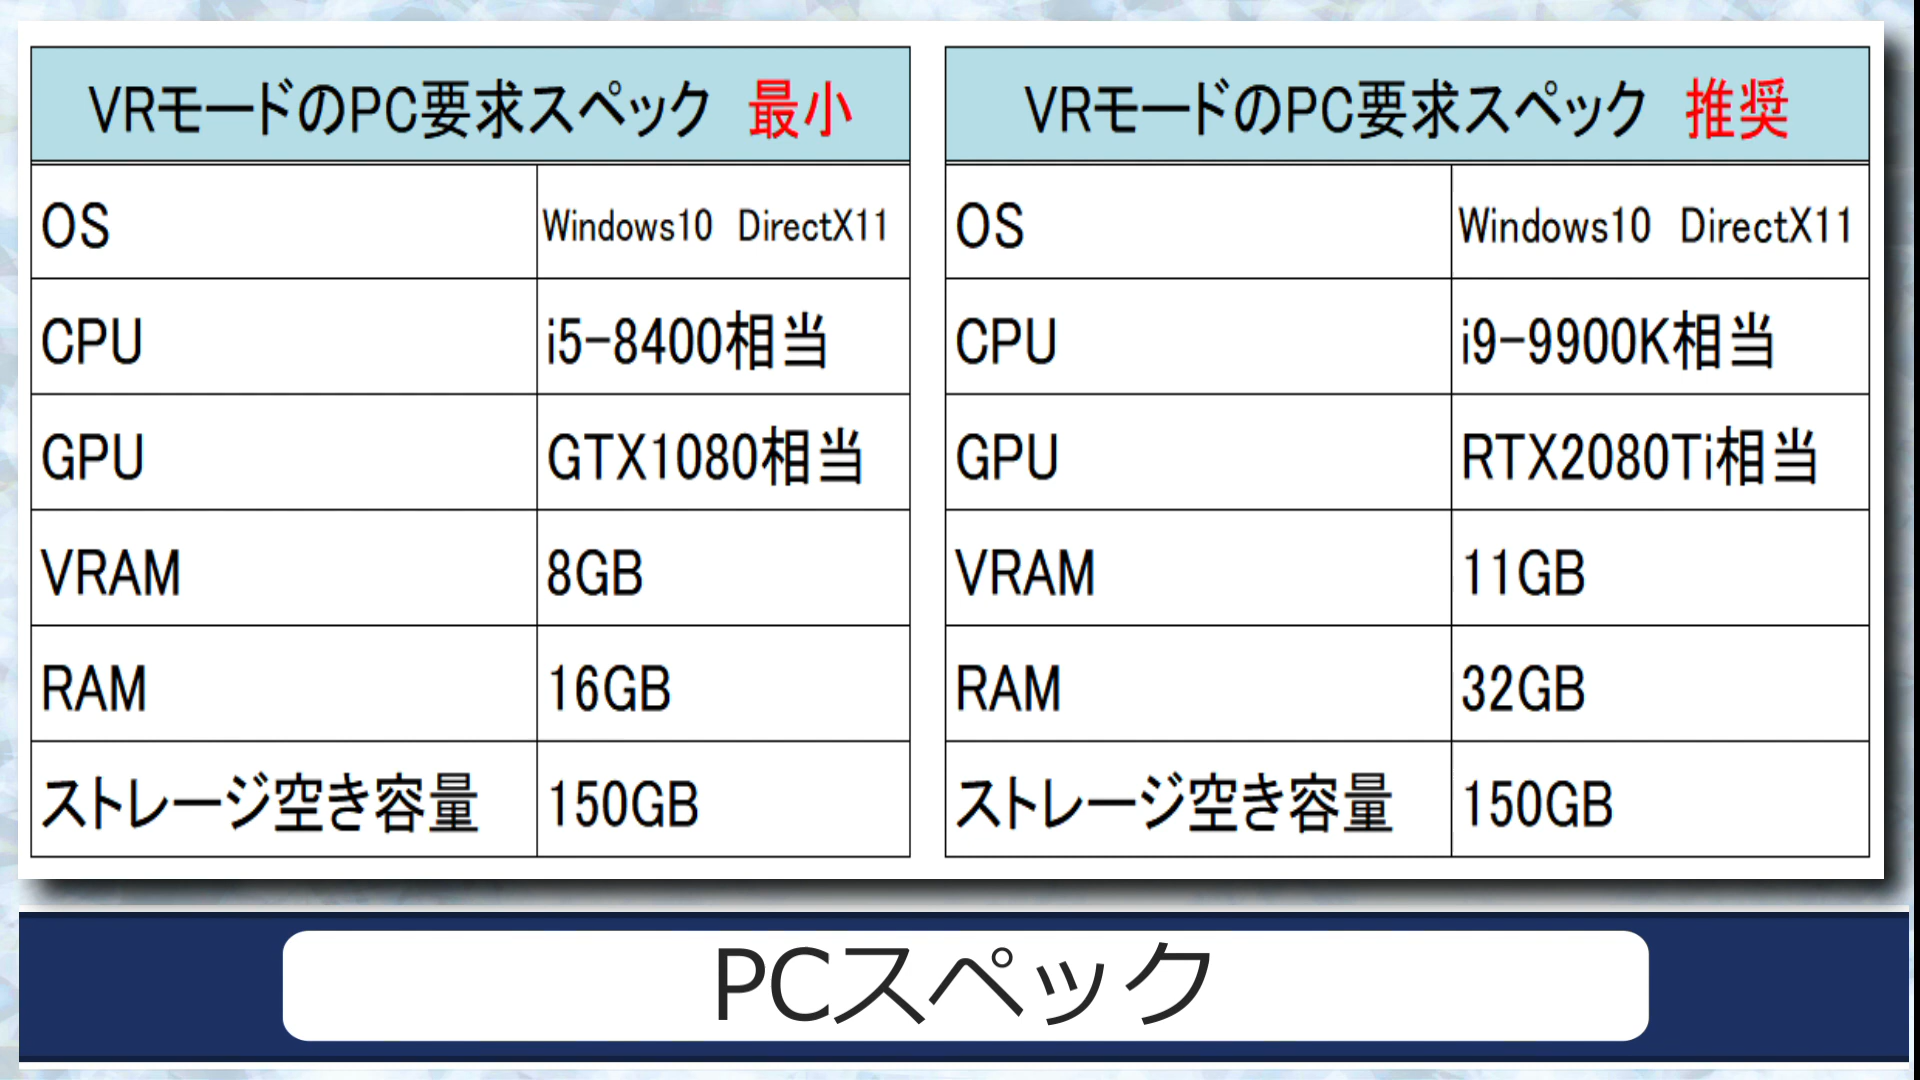 VRモードのPC要求スペック 最小
OS Windows10 DirectX11
CPU i5-8400相当
GPU GTX1080相当
VRAM 8GB
RAM 16GB
ストレージ空き容量 150GB
VRモードのPC要求スペック 推奨
OS Windows10 DirectX11
CPU i9-9900K相当
GPU RTX2080Ti相当
VRAM 11GB
RAM 32GB
ストレージ空き容量 150GB
PCスペック